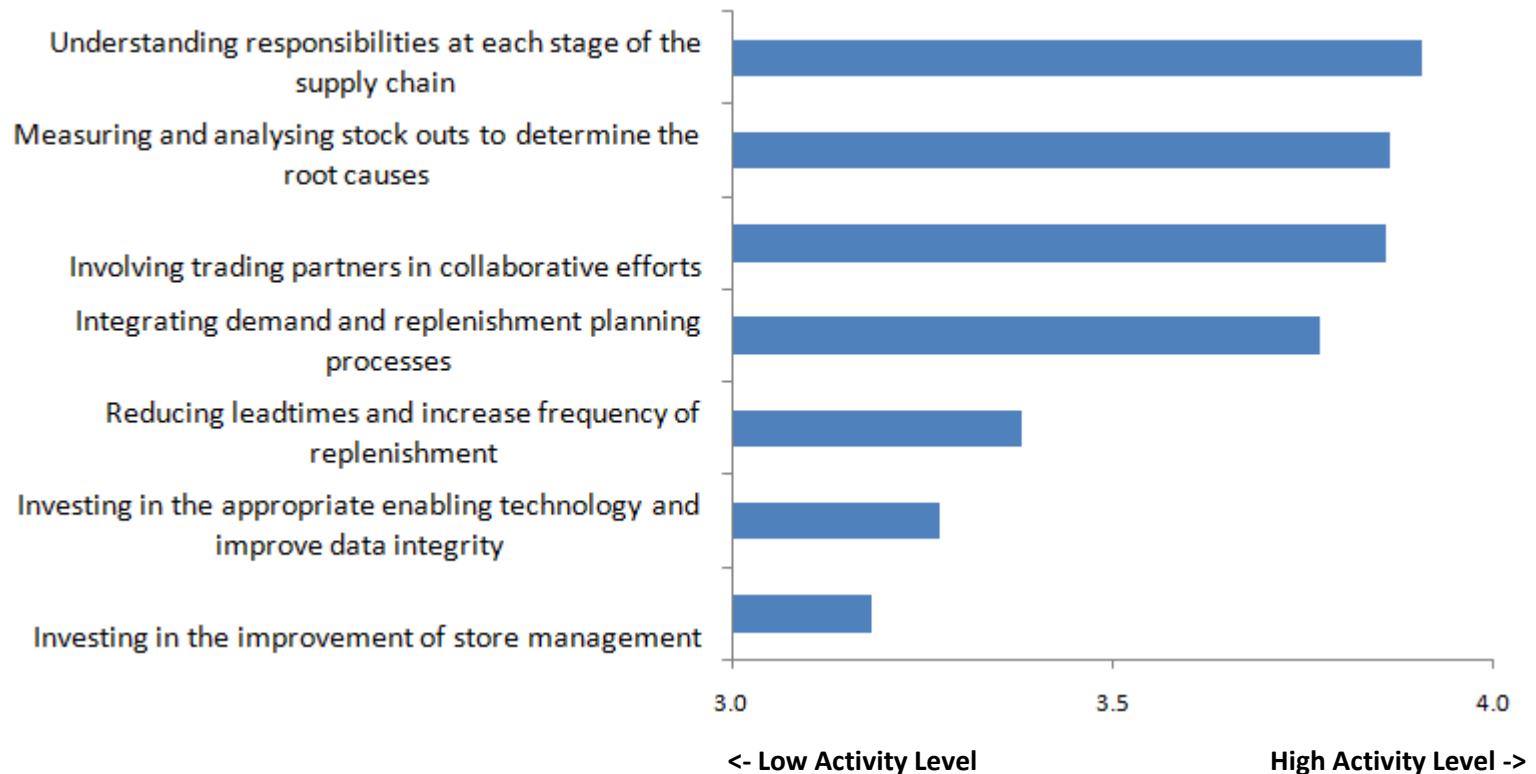 Understanding responsibilities at each stage of the
supply chain
Measuring and analysing stock outs to determine the
root causes
Involving trading partners in collaborative efforts
Integrating demand and replenishment planning
processes
Reducing leadtimes and increase frequency of
replenishment
Investing in the appropriate enabling technology and
improve data integrity
Investing in the improvement of store management
3.0 3.5 4.0
<- Low Activity Level High Activity Level ->